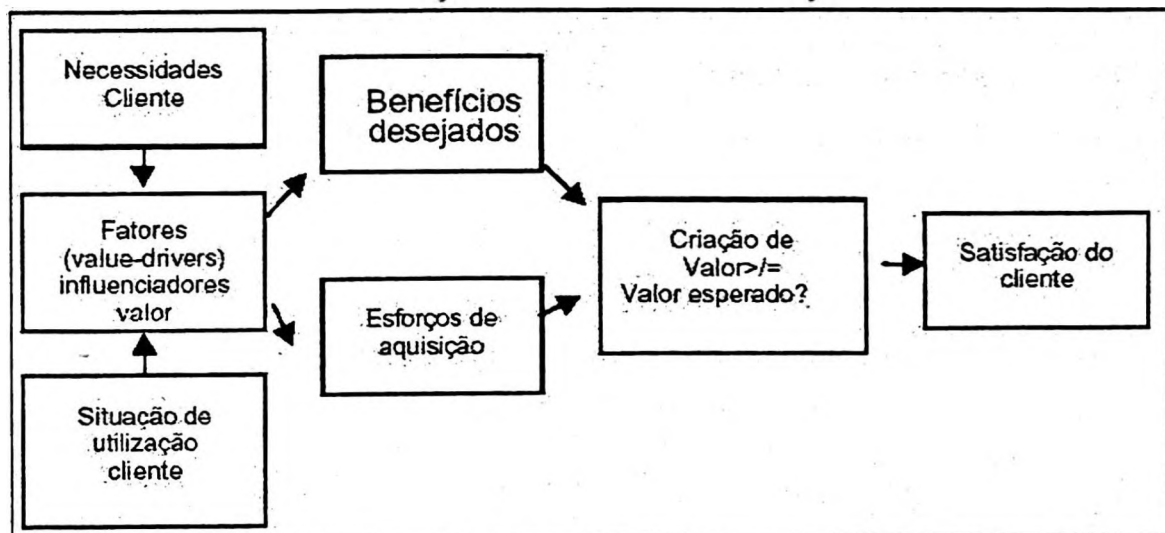 Necessidades
Cliente
Fatores
(value-drivers)
influenciadores
valor
Situação de
utilização
cliente
Benefícios
desejados
Esforços de
aquisição
Criação de
Valor>/=
Valor esperado?
Satisfação do
cliente